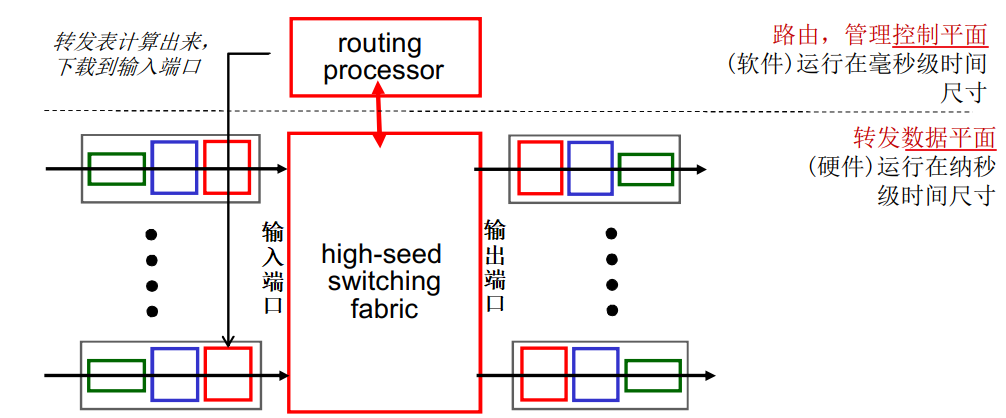 转发表计算出来，
下载到输入端口
routing
processor
路由，管理控制平面
(软件)运行在毫秒级时间
尺寸
转发数据平面
(硬件)运行在纳秒
级时间尺寸
输入端口
high-seed
switching
fabric
输出端口